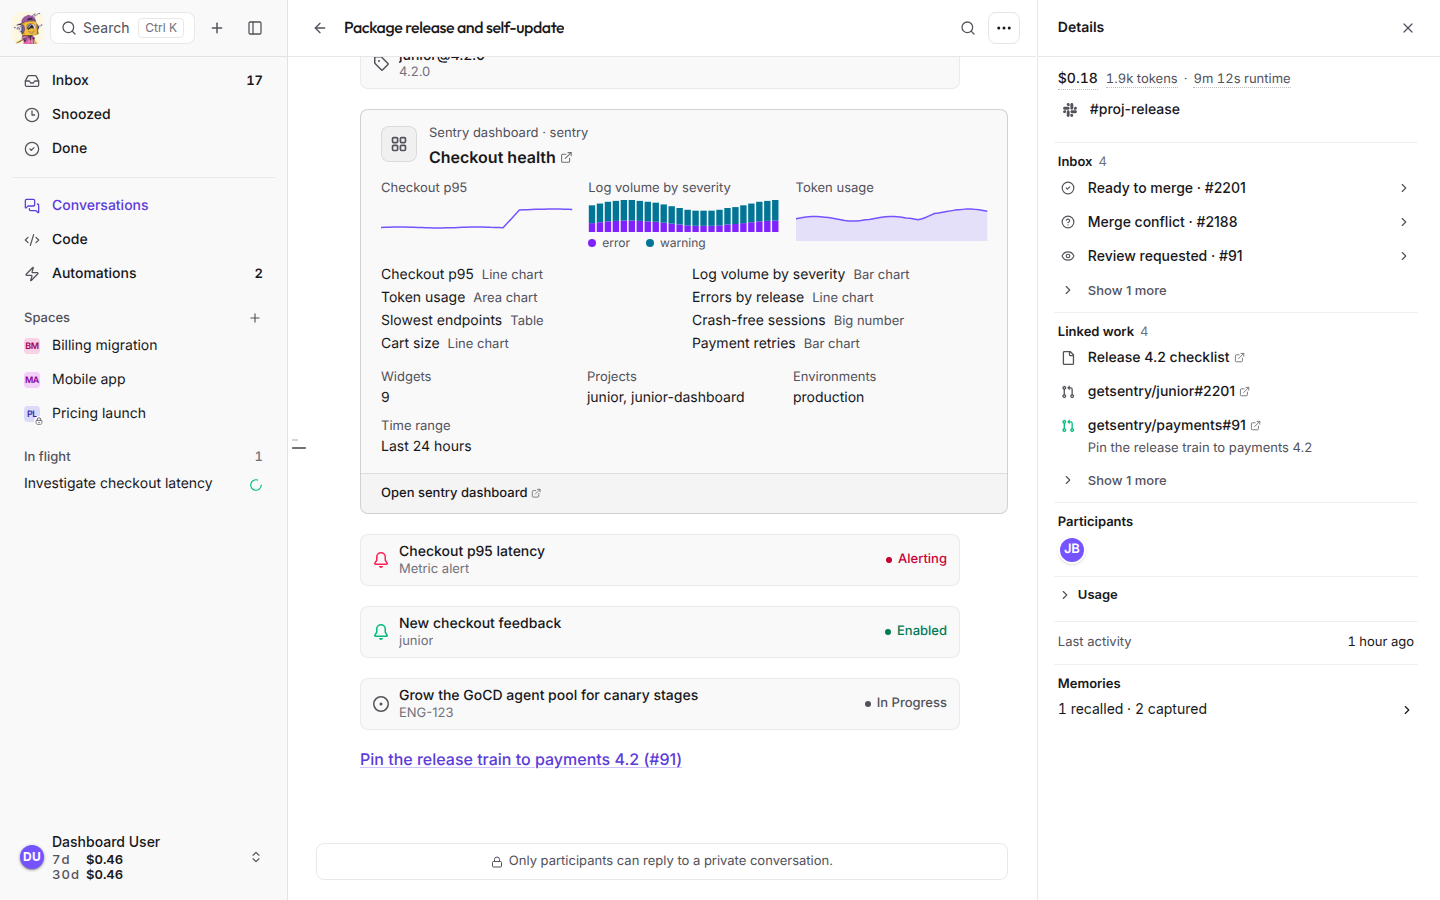 Search
Ctrl K
Inbox
17
Snoozed
Done
Conversations
Code
Automations
2
Spaces
BM
Billing migration
MA
Mobile app
PL
Pricing launch
In flight
1
Investigate checkout latency
DU
Dashboard User
7d $0.46
30d $0.46
Package release and self-update
junior@4.2.0
4.2.0
Sentry dashboard · sentry
Checkout health
Checkout p95
Log volume by severity
error
warning
Token usage
Checkout p95 Line chart
Log volume by severity Bar chart
Token usage Area chart
Errors by release Line chart
Slowest endpoints Table
Crash-free sessions Big number
Cart size Line chart
Payment retries Bar chart
Widgets
9
Projects
junior, junior-dashboard
Environments
production
Time range
Last 24 hours
Open sentry dashboard
Checkout p95 latency
Metric alert
Alerting
New checkout feedback
junior
Enabled
Grow the GoCD agent pool for canary stages
ENG-123
In Progress
Pin the release train to payments 4.2 (#91)
Only participants can reply to a private conversation.
Details
$0.18 1.9k tokens · 9m 12s runtime
#proj-release
Inbox 4
Ready to merge · #2201
Merge conflict · #2188
Review requested · #91
Show 1 more
Linked work 4
Release 4.2 checklist
getsentry/junior#2201
getsentry/payments#91
Pin the release train to payments 4.2
Show 1 more
Participants
JB
Usage
Last activity
1 hour ago
Memories
1 recalled · 2 captured